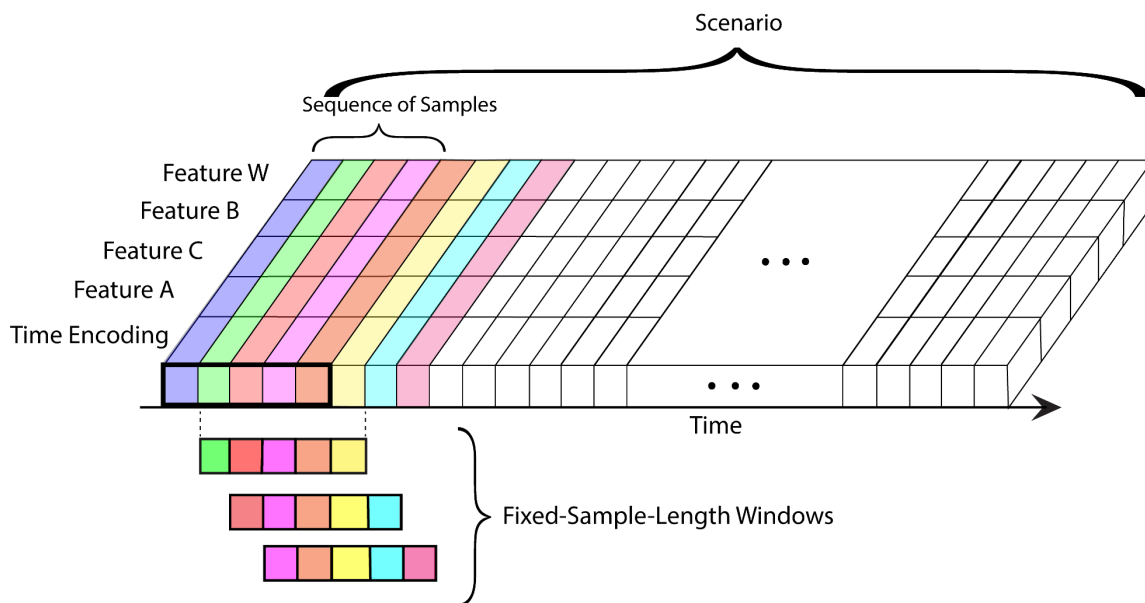 Scenario
Sequence of Samples
Feature W
Feature B
Feature C
Feature A
Time Encoding
Time
Fixed-Sample-Length Windows